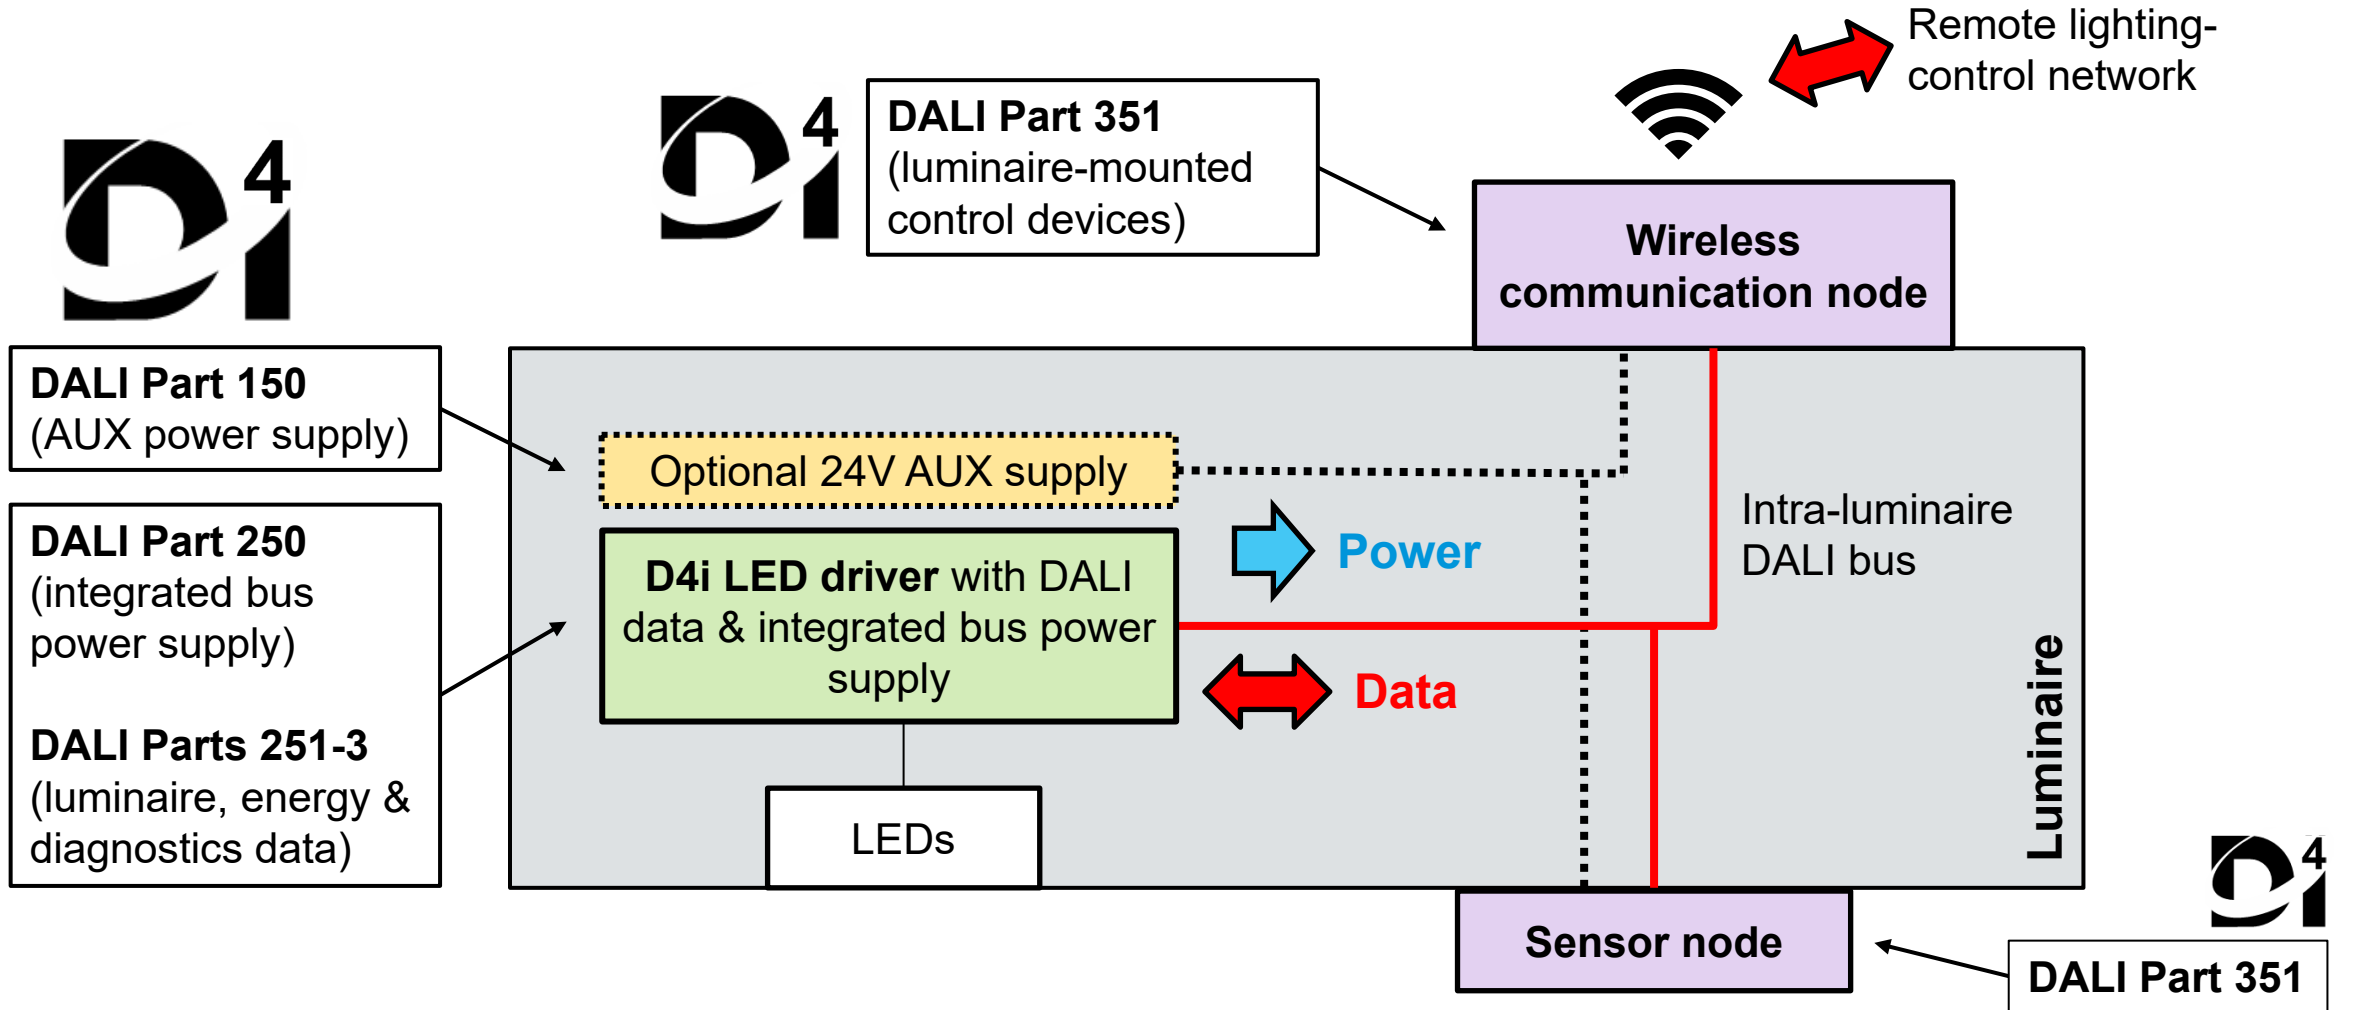 Remote lighting-
control network
4
DALI Part 351
(luminaire-mounted
control devices)
4
Wireless
communication node
DALI Part 150
(AUX power supply)
Optional 24V AUX supply
DALI Part 250
(integrated bus
power supply)
DALI Parts 251-3
(luminaire, energy &
diagnostics data)
D4i LED driver with DALI
data & integrated bus power
supply
Power
Data
Intra-luminaire
DALI bus
Luminaire
LEDs
4
Sensor node
DALI Part 351